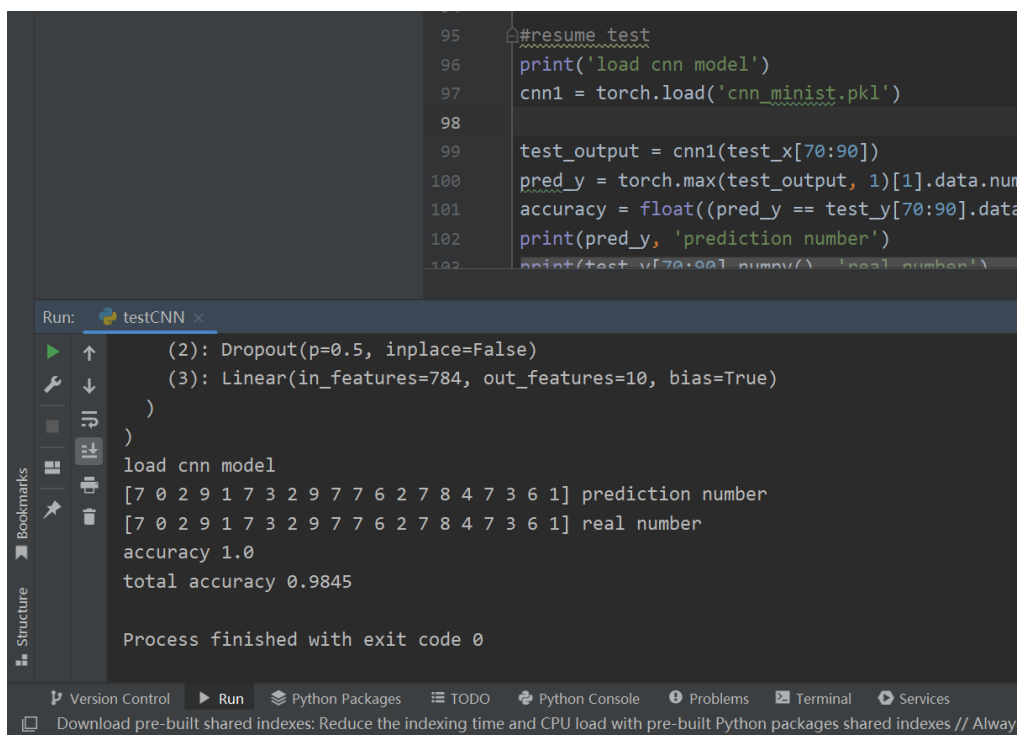 95 #resume test
96 print('load cnn model')
97 cnn1 = torch.load('cnn_minist.pkl')
98
99 test_output = cnn1(test_x[70:90])
100 pred_y = torch.max(test_output, 1)[1].data.num
101 accuracy = float((pred_y == test_y[70:90].data
102 print(pred_y, 'prediction number')
103 print(test_y[70:90].numpy(), 'real number')
Run: testCNN
(2): Dropout(p=0.5, inplace=False)
(3): Linear(in_features=784, out_features=10, bias=True)
)
)
load cnn model
[7 0 2 9 1 7 3 2 9 7 7 6 2 7 8 4 7 3 6 1] prediction number
[7 0 2 9 1 7 3 2 9 7 7 6 2 7 8 4 7 3 6 1] real number
accuracy 1.0
total accuracy 0.9845
Process finished with exit code 0
Bookmarks
Structure
Version Control Run Python Packages TODO Python Console Problems Terminal Services
Download pre-built shared indexes: Reduce the indexing time and CPU load with pre-built Python packages shared indexes // Alway